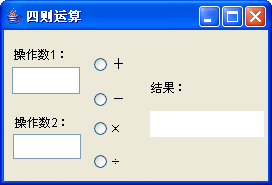 四则运算
操作数1：
+
－
结果：
操作数2：
×
÷